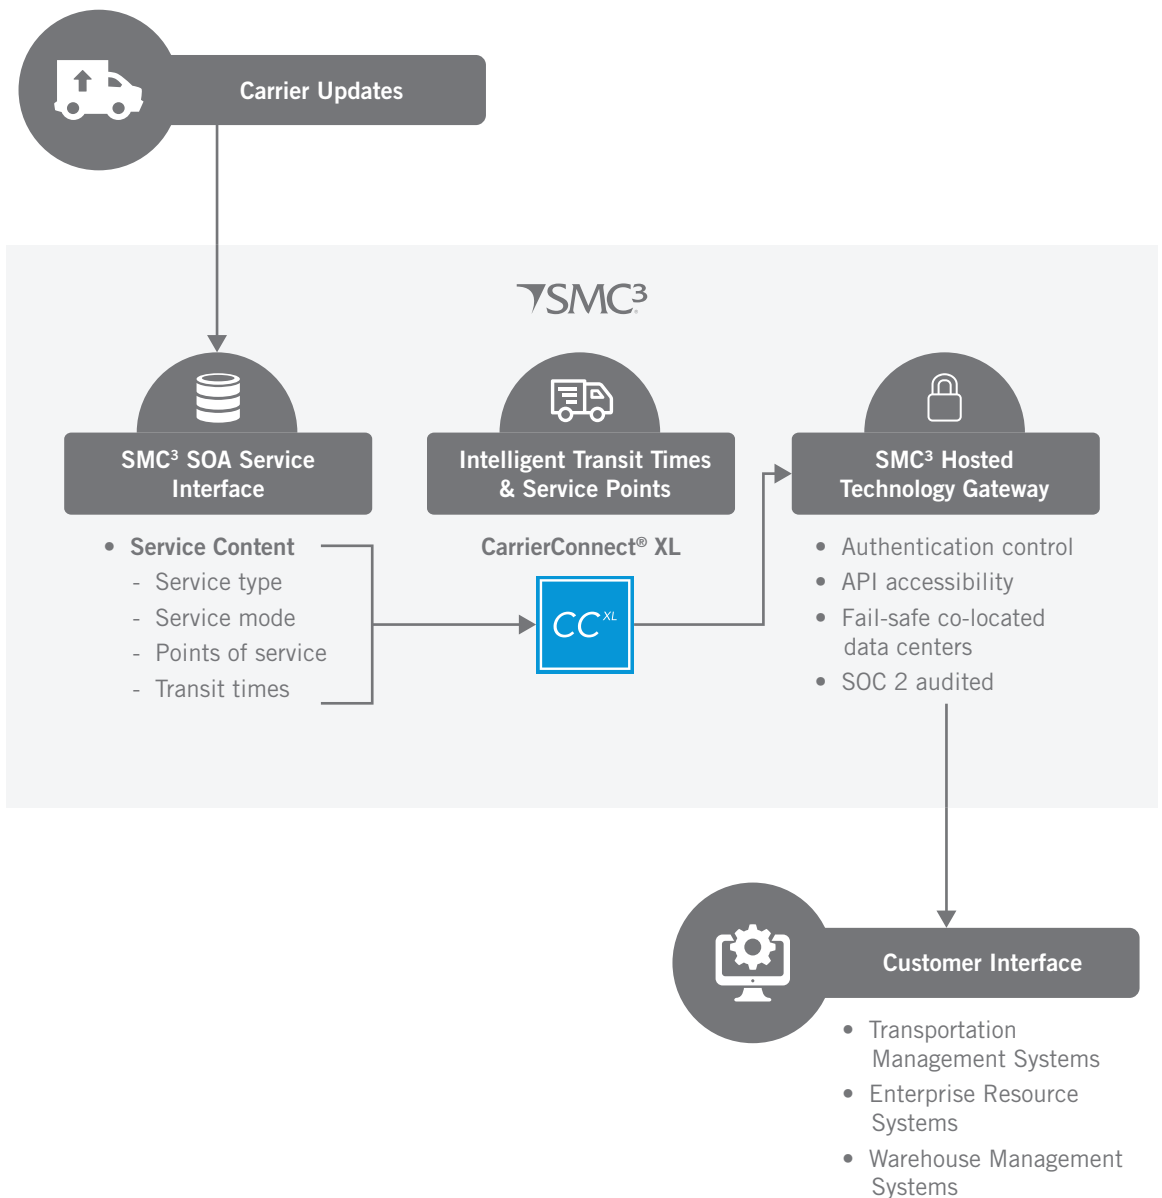 Carrier Updates
SMC³
SMC³ SOA Service
Interface
• Service Content
- Service type
- Service mode
- Points of service
- Transit times
Intelligent Transit Times
& Service Points
CarrierConnect® XL
CC XL
SMC³ Hosted
Technology Gateway
• Authentication control
• API accessibility
• Fail-safe co-located
data centers
• SOC 2 audited
Customer Interface
• Transportation
Management Systems
• Enterprise Resource
Systems
• Warehouse Management
Systems